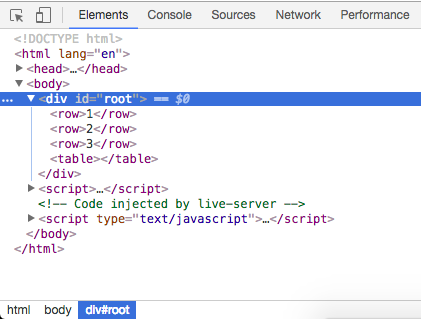 Elements Console Sources Network Performance
<!DOCTYPE html>
<html lang="en">
<head>…</head>
<body>
… <div id="root"> == $0
<row>1</row>
<row>2</row>
<row>3</row>
<table></table>
</div>
<script>…</script>
<!-- Code injected by live-server -->
<script type="text/javascript">…</script>
</body>
</html>
html body div#root